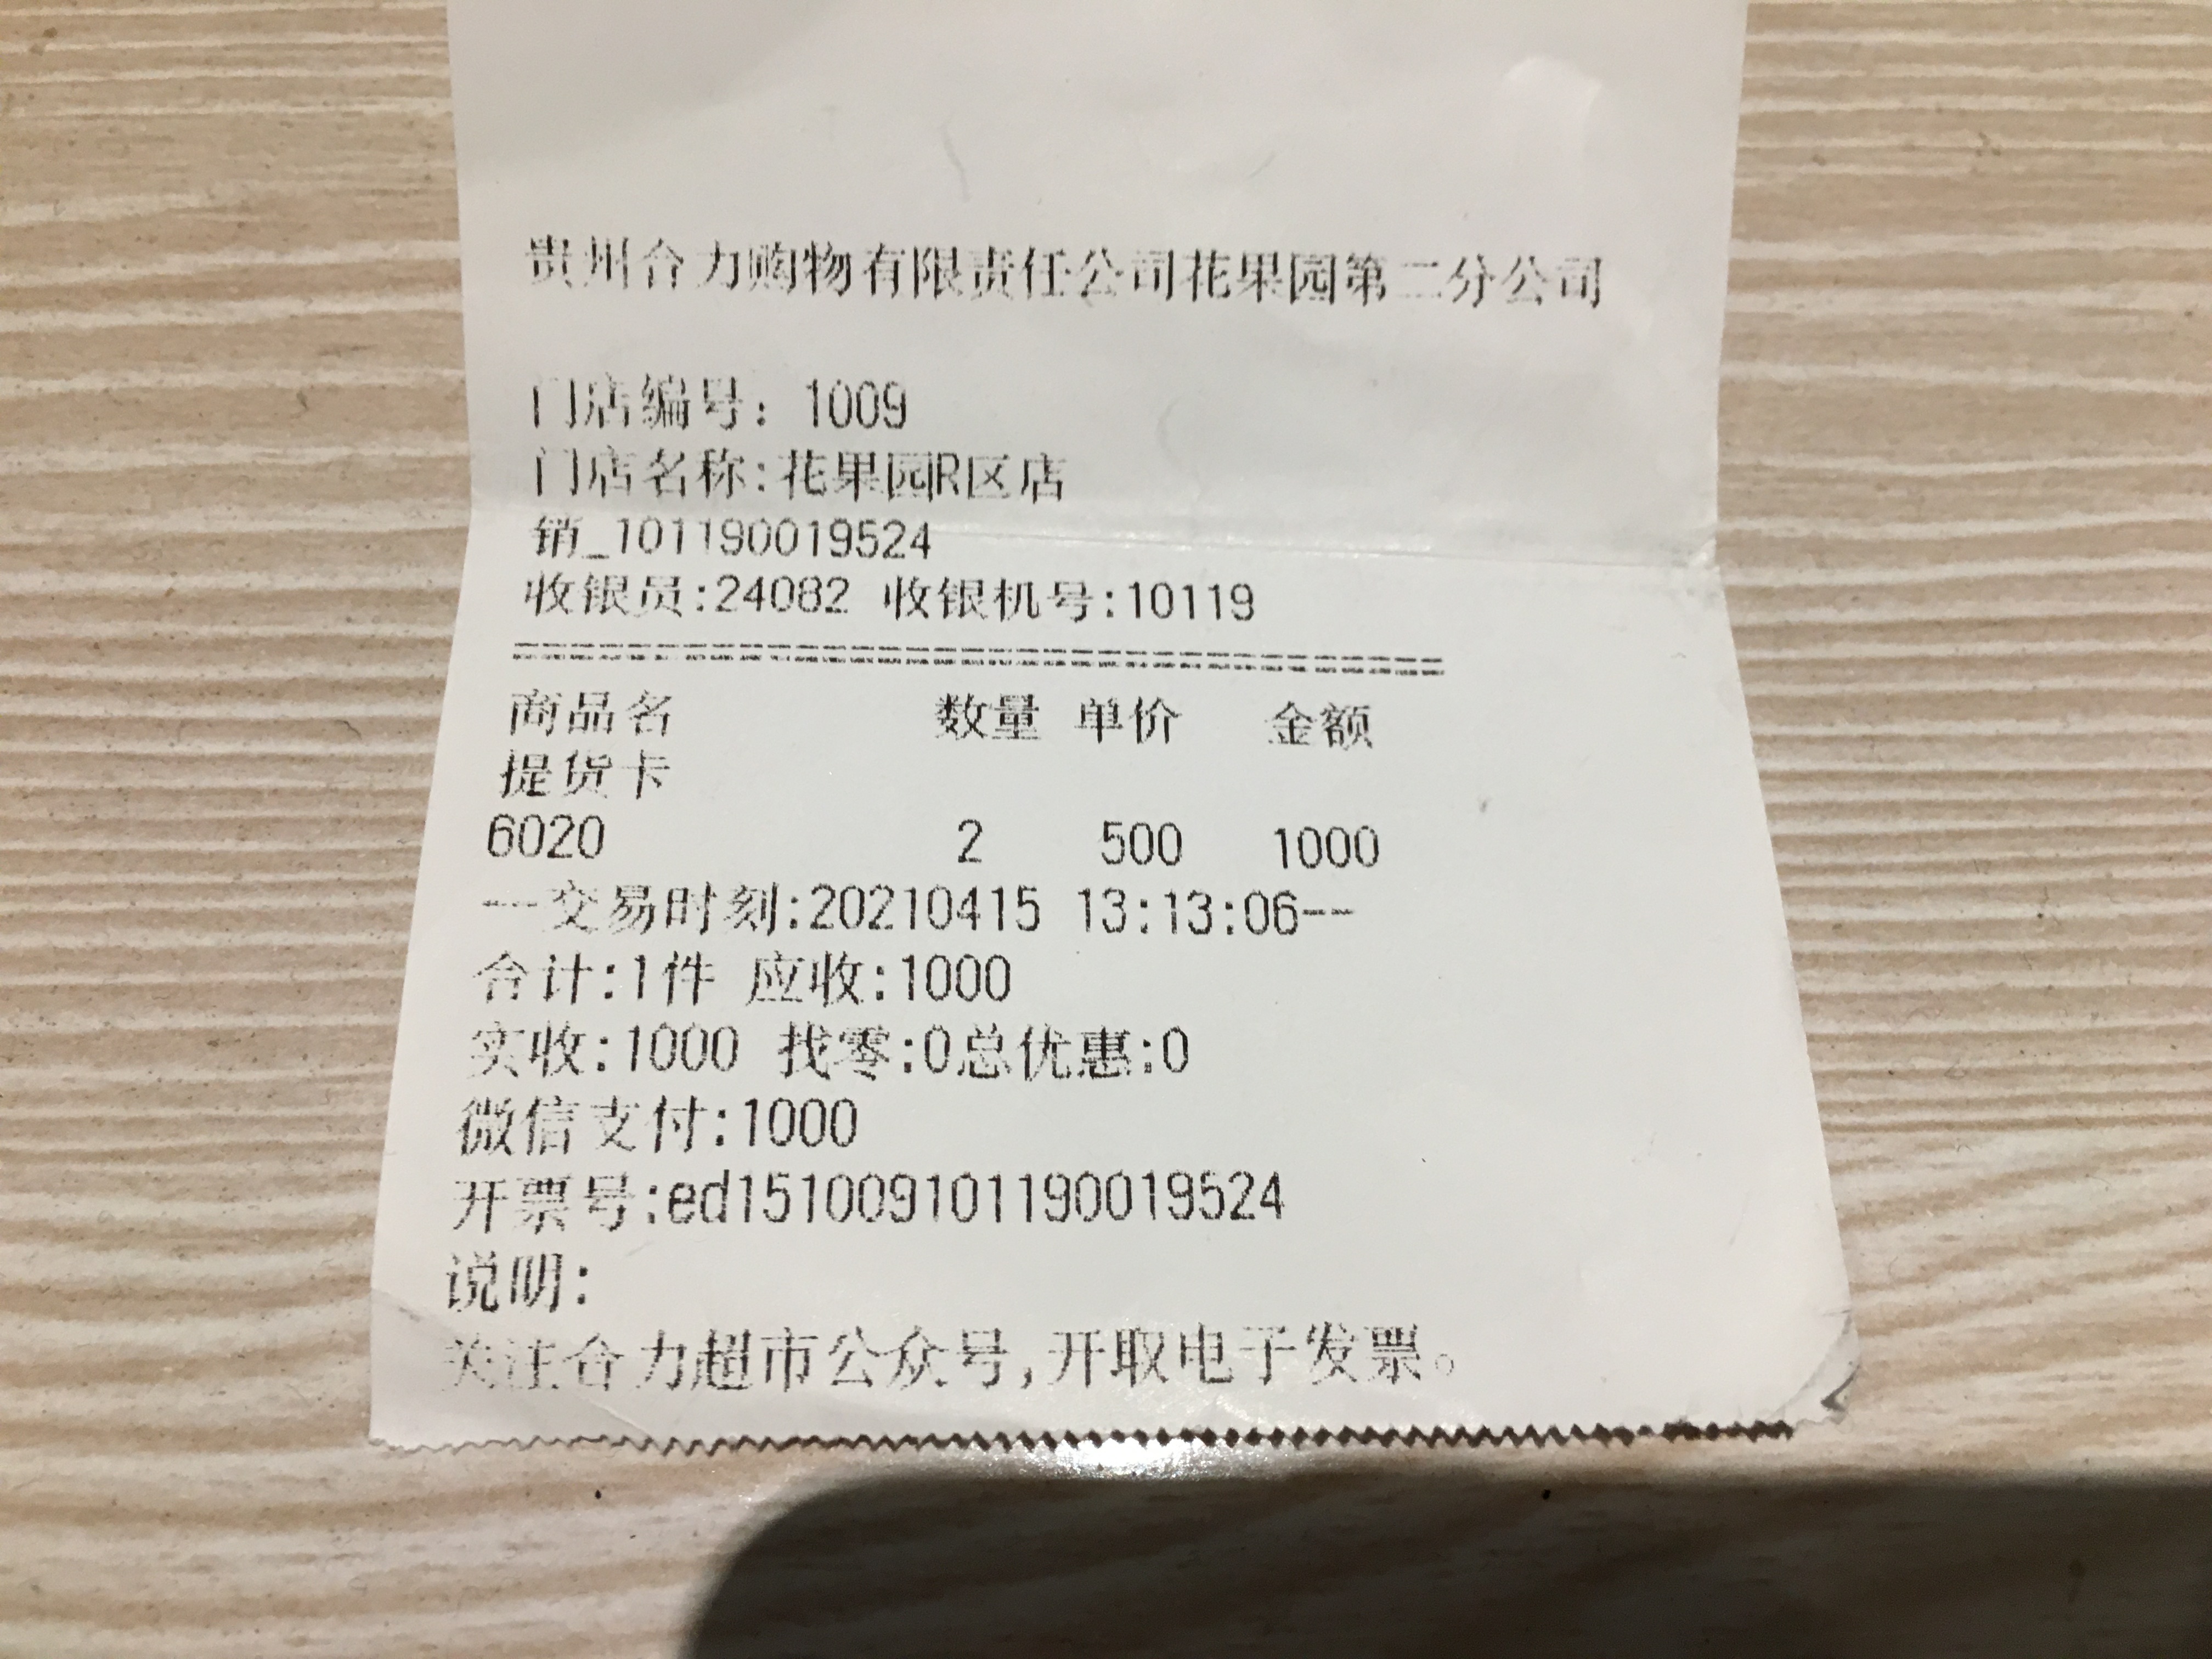 贵州合力购物有限责任公司花果园第二分公司
门店编号：1009
门店名称:花果园R区店
销_101190019524
收银员:24082 收银机号:10119
================================
商品名 数量 单价 金额
提货卡
6020 2 500 1000
--交易时刻:20210415 13:13:06--
合计:1件 应收:1000
实收:1000 找零:0总优惠:0
微信支付:1000
开票号:ed151009101190019524
说明:
关注合力超市公众号,开取电子发票。